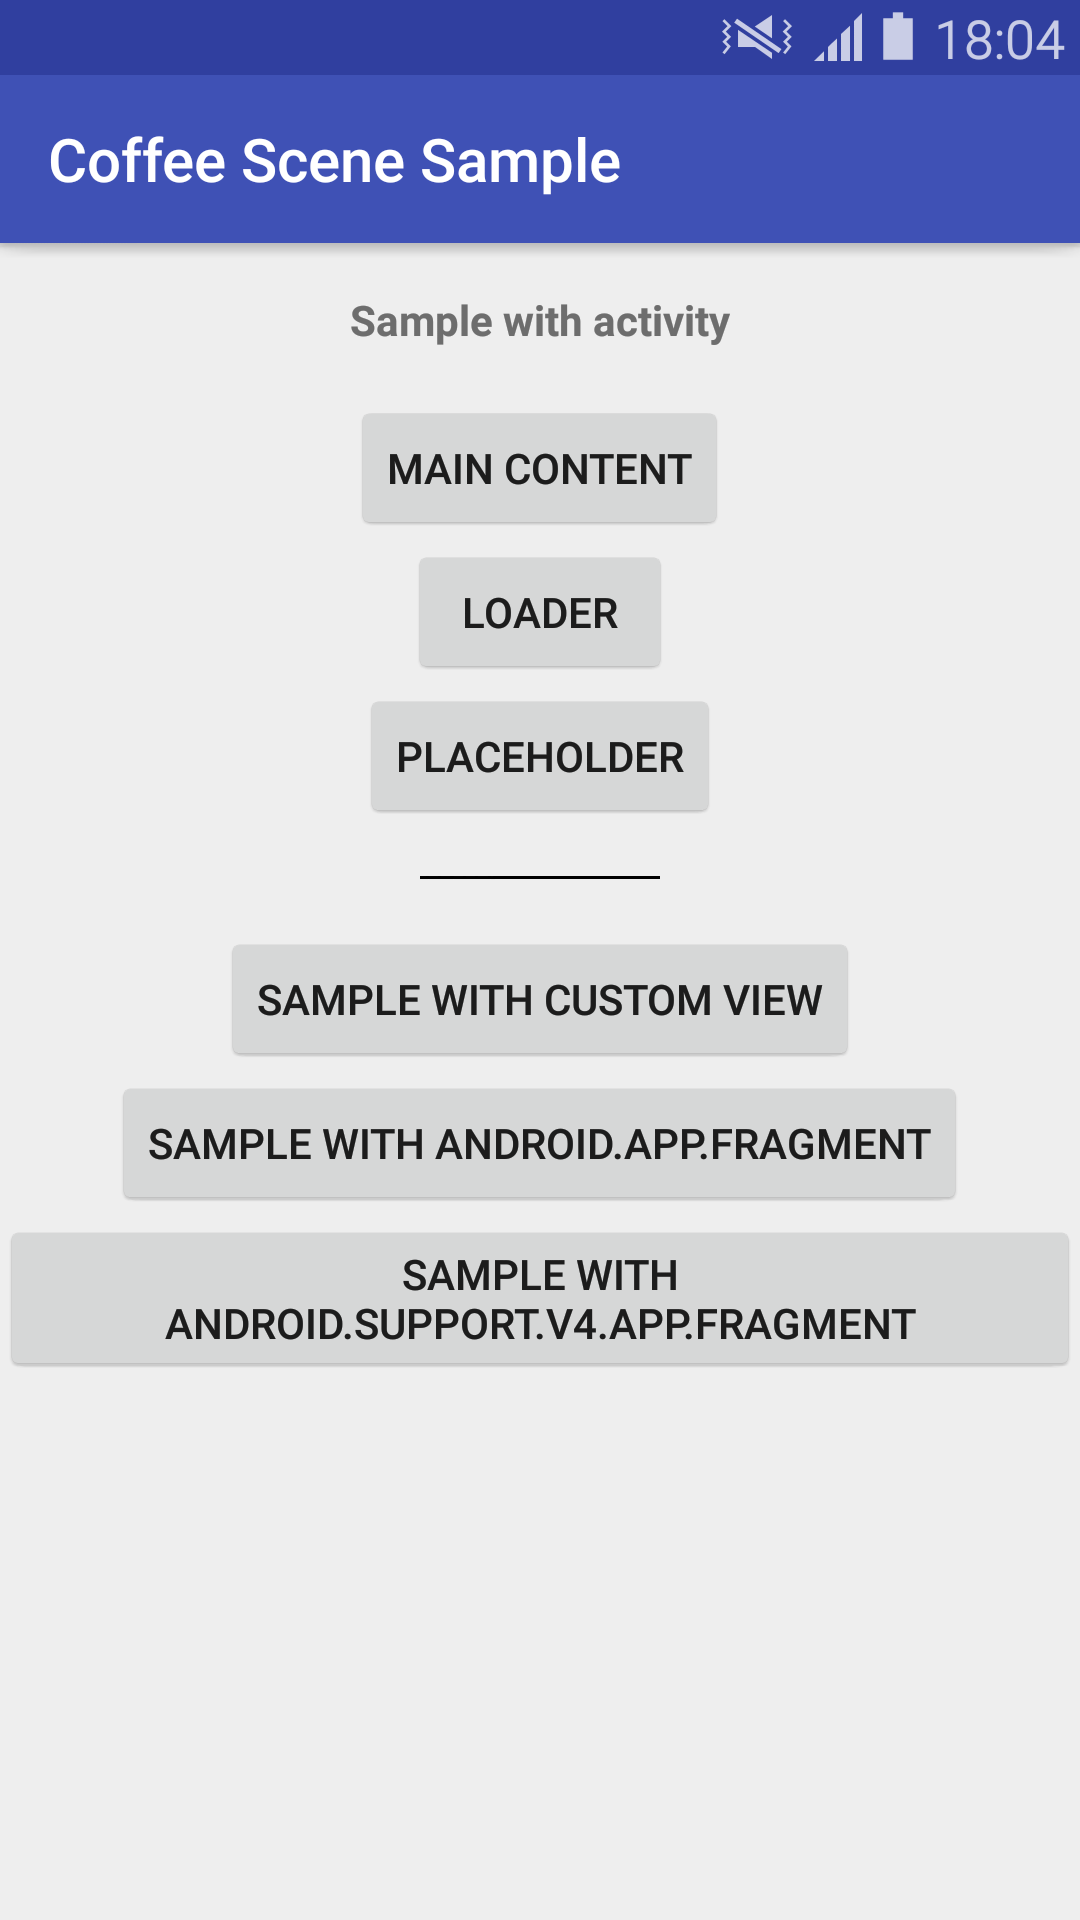 18:04
Coffee Scene Sample
Sample with activity
MAIN CONTENT
LOADER
PLACEHOLDER
SAMPLE WITH CUSTOM VIEW
SAMPLE WITH ANDROID.APP.FRAGMENT
SAMPLE WITH
ANDROID.SUPPORT.V4.APP.FRAGMENT